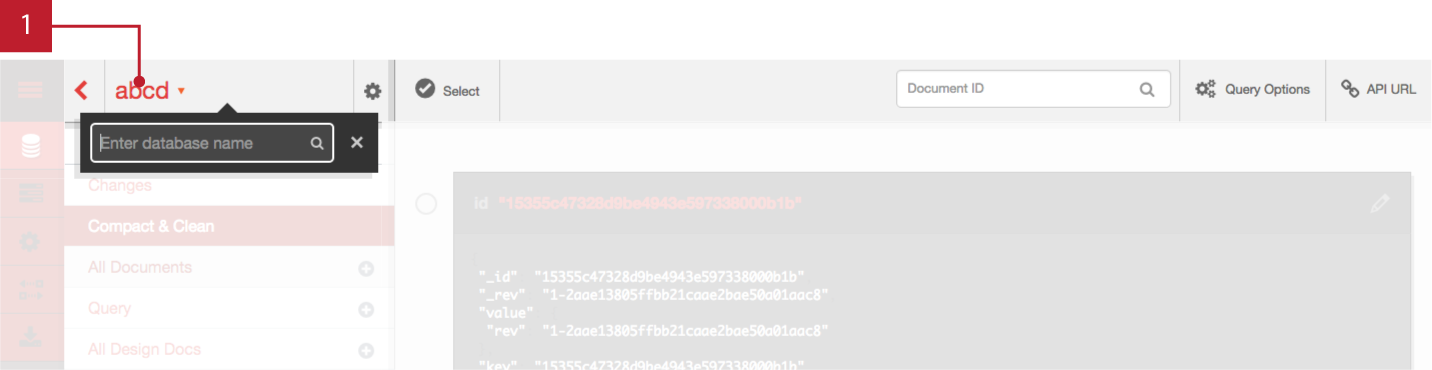 1
abcd
Select
Document ID
Query Options
API URL
Enter database name
Changes
Compact & Clean
All Documents
Query
All Design Docs
id "15355c47328d9be4943e597338000b1b"
"_id" "15355c47328d9be4943e597338000b1b"
"_rev" "1-2aae13805ffbb21caae2bae50a01aac8"
"value"
"rev" "1-2aae13805ffbb21caae2bae50a01aac8"
"key" "15355c47328d9be4943e597338000b1b"